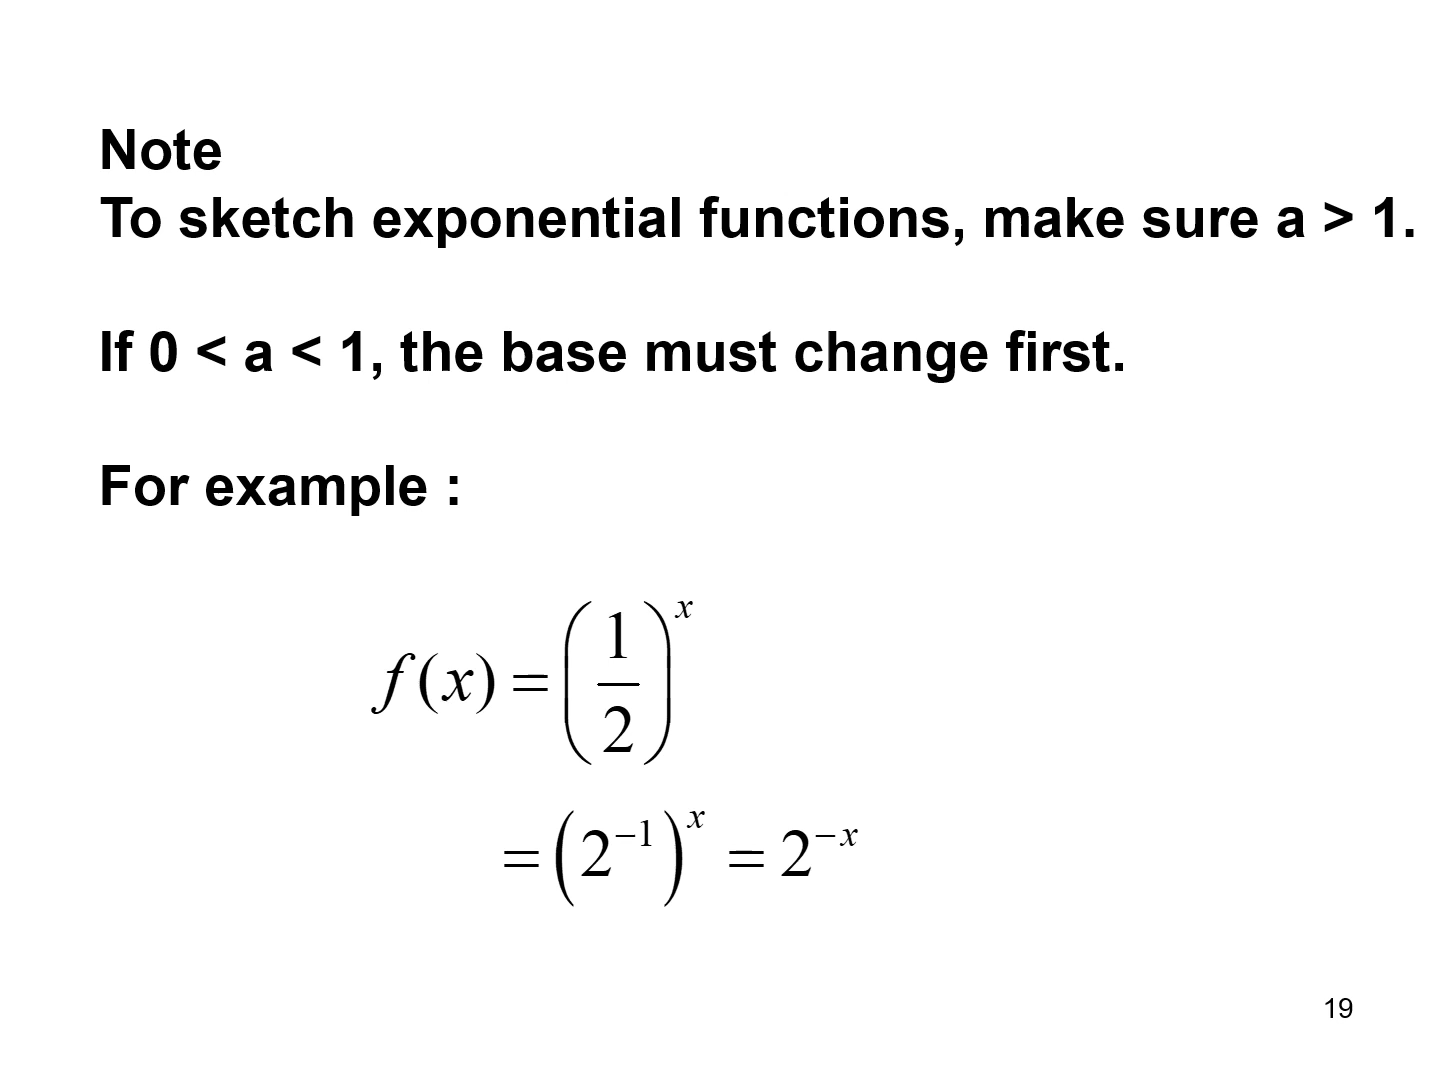 Note
To sketch exponential functions, make sure a > 1.
If 0 < a < 1, the base must change first.
For example :
f(x) = (1/2)^x
= (2^{-1})^x = 2^{-x}
19